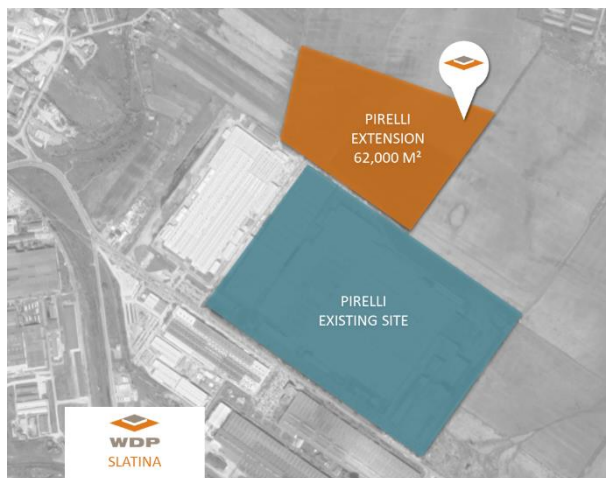 PIRELLI
EXTENSION
62,000 M²
PIRELLI
EXISTING SITE
WDP
SLATINA